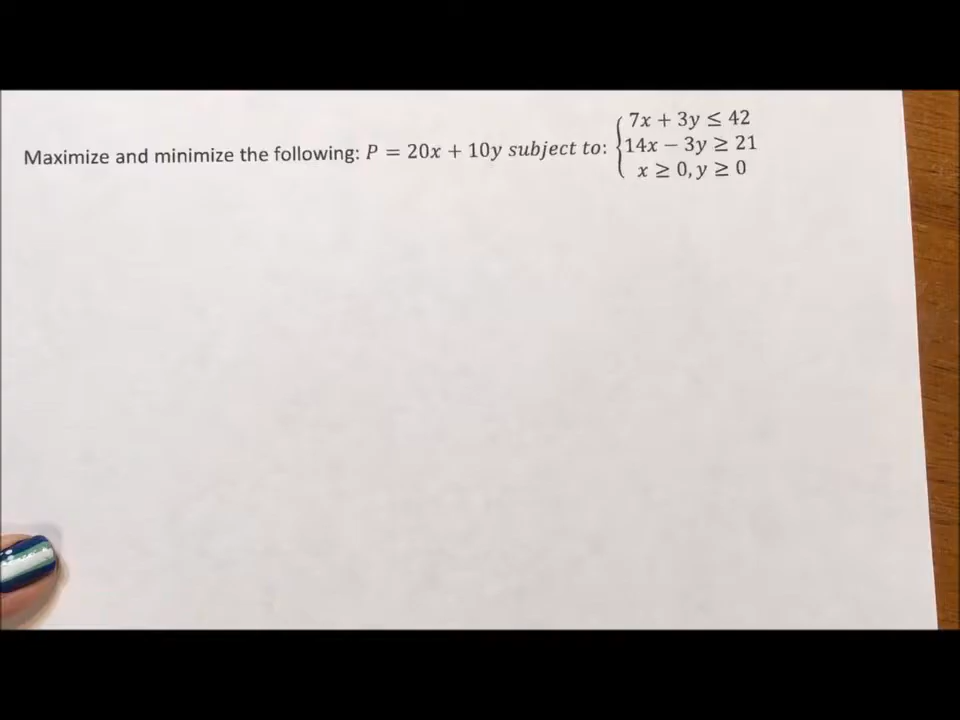 Maximize and minimize the following: P = 20x + 10y subject to: { 7x + 3y ≤ 42
14x − 3y ≥ 21
x ≥ 0, y ≥ 0